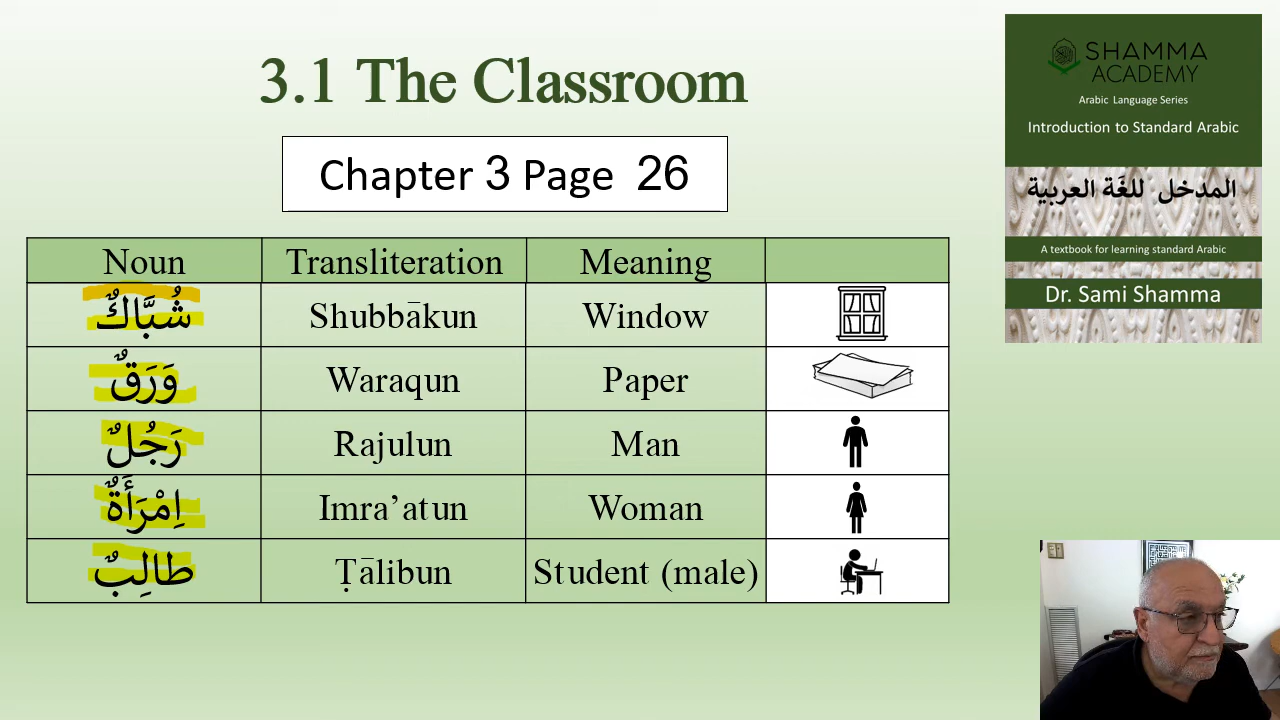 3.1 The Classroom
Chapter 3 Page 26
Noun Transliteration Meaning
شُبَّاكٌ Shubbākun Window
وَرَقٌ Waraqun Paper
رَجُلٌ Rajulun Man
اِمْرَأَةٌ Imra’atun Woman
طالِبٌ Ṭālibun Student (male)
SHAMMA
ACADEMY
Arabic Language Series
Introduction to Standard Arabic
المدخل للغَة العربية
A textbook for learning standard Arabic
Dr. Sami Shamma